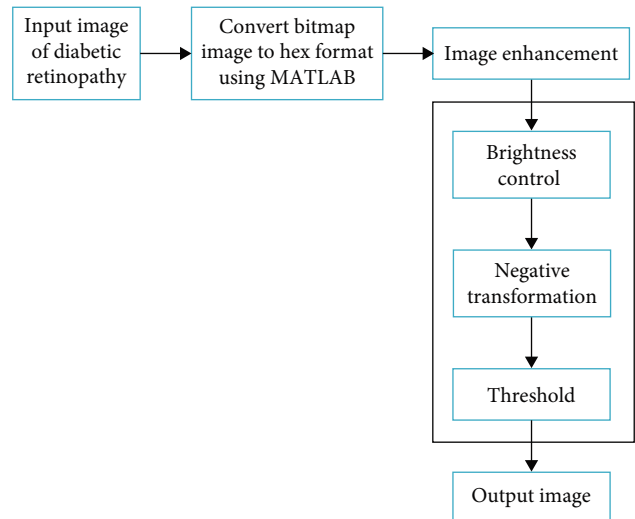 Input image
of diabetic
retinopathy
Convert bitmap
image to hex format
using MATLAB
Image enhancement
Brightness
control
Negative
transformation
Threshold
Output image